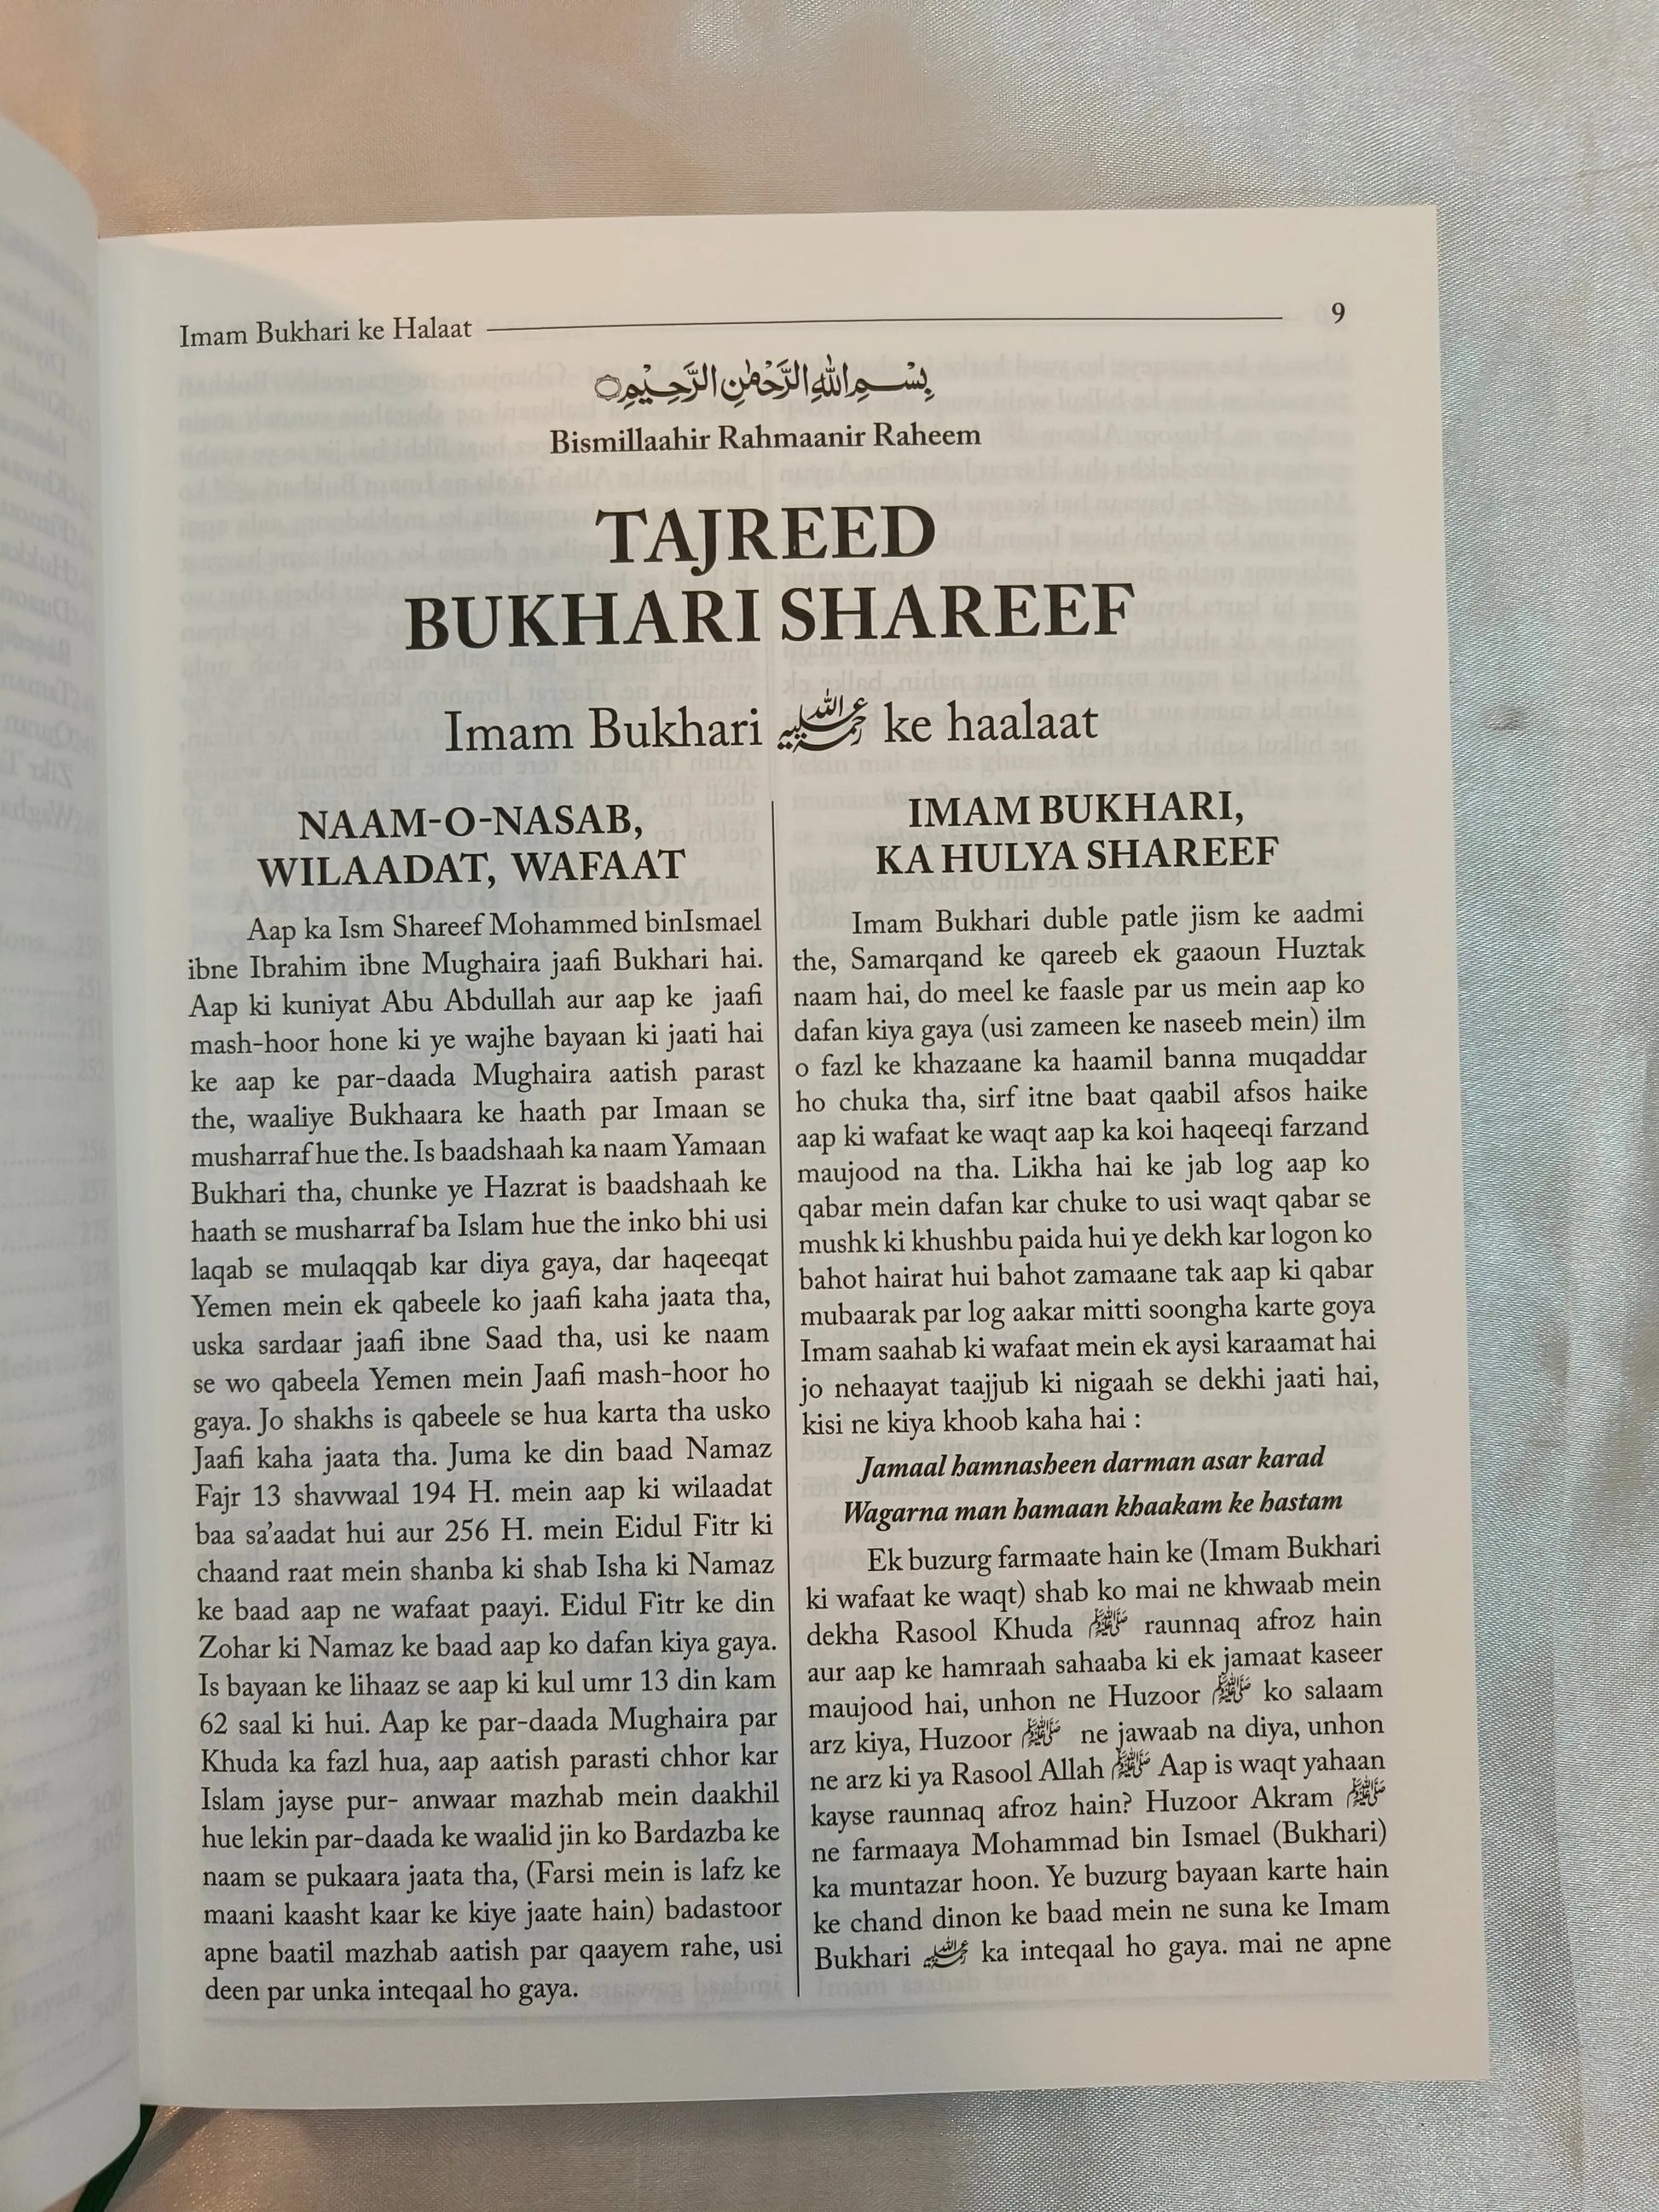 Imam Bukhari ke Halaat 9
بِسْمِ اللهِ الرَّحْمٰنِ الرَّحِيْمِ
Bismillaahir Rahmaanir Raheem
TAJREED
BUKHARI SHAREEF
Imam Bukhari رحمۃ اللہ علیہ ke haalaat
NAAM-O-NASAB,
WILAADAT, WAFAAT
Aap ka Ism Shareef Mohammed binIsmael
ibne Ibrahim ibne Mughaira jaafi Bukhari hai.
Aap ki kuniyat Abu Abdullah aur aap ke jaafi
mash-hoor hone ki ye wajhe bayaan ki jaati hai
ke aap ke par-daada Mughaira aatish parast
the, waaliye Bukhaara ke haath par Imaan se
musharraf hue the. Is baadshaah ka naam Yamaan
Bukhari tha, chunke ye Hazrat is baadshaah ke
haath se musharraf ba Islam hue the inko bhi usi
laqab se mulaqqab kar diya gaya, dar haqeeqat
Yemen mein ek qabeele ko jaafi kaha jaata tha,
uska sardaar jaafi ibne Saad tha, usi ke naam
se wo qabeela Yemen mein Jaafi mash-hoor ho
gaya. Jo shakhs is qabeele se hua karta tha usko
Jaafi kaha jaata tha. Juma ke din baad Namaz
Fajr 13 shavwaal 194 H. mein aap ki wilaadat
baa sa’aadat hui aur 256 H. mein Eidul Fitr ki
chaand raat mein shanba ki shab Isha ki Namaz
ke baad aap ne wafaat paayi. Eidul Fitr ke din
Zohar ki Namaz ke baad aap ko dafan kiya gaya.
Is bayaan ke lihaaz se aap ki kul umr 13 din kam
62 saal ki hui. Aap ke par-daada Mughaira par
Khuda ka fazl hua, aap aatish parasti chhor kar
Islam jayse pur- anwaar mazhab mein daakhil
hue lekin par-daada ke waalid jin ko Bardazba ke
naam se pukaara jaata tha, (Farsi mein is lafz ke
maani kaasht kaar ke kiye jaate hain) badastoor
apne baatil mazhab aatish par qaayem rahe, usi
deen par unka inteqaal ho gaya.
IMAM BUKHARI,
KA HULYA SHAREEF
Imam Bukhari duble patle jism ke aadmi
the, Samarqand ke qareeb ek gaaoun Huztak
naam hai, do meel ke faasle par us mein aap ko
dafan kiya gaya (usi zameen ke naseeb mein) ilm
o fazl ke khazaane ka haamil banna muqaddar
ho chuka tha, sirf itne baat qaabil afsos haike
aap ki wafaat ke waqt aap ka koi haqeeqi farzand
maujood na tha. Likha hai ke jab log aap ko
qabar mein dafan kar chuke to usi waqt qabar se
mushk ki khushbu paida hui ye dekh kar logon ko
bahot hairat hui bahot zamaane tak aap ki qabar
mubaarak par log aakar mitti soongha karte goya
Imam saahab ki wafaat mein ek aysi karaamat hai
jo nehaayat taajjub ki nigaah se dekhi jaati hai,
kisi ne kiya khoob kaha hai :
Jamaal hamnasheen darman asar karad
Wagarna man hamaan khaakam ke hastam
Ek buzurg farmaate hain ke (Imam Bukhari
ki wafaat ke waqt) shab ko mai ne khwaab mein
dekha Rasool Khuda ﷺ raunnaq afroz hain
aur aap ke hamraah sahaaba ki ek jamaat kaseer
maujood hai, unhon ne Huzoor ﷺ ko salaam
arz kiya, Huzoor ﷺ ne jawaab na diya, unhon
ne arz ki ya Rasool Allah ﷺ Aap is waqt yahaan
kayse raunnaq afroz hain? Huzoor Akram ﷺ
ne farmaaya Mohammad bin Ismael (Bukhari)
ka muntazar hoon. Ye buzurg bayaan karte hain
ke chand dinon ke baad mein ne suna ke Imam
Bukhari رحمۃ اللہ علیہ ka inteqaal ho gaya. mai ne apne